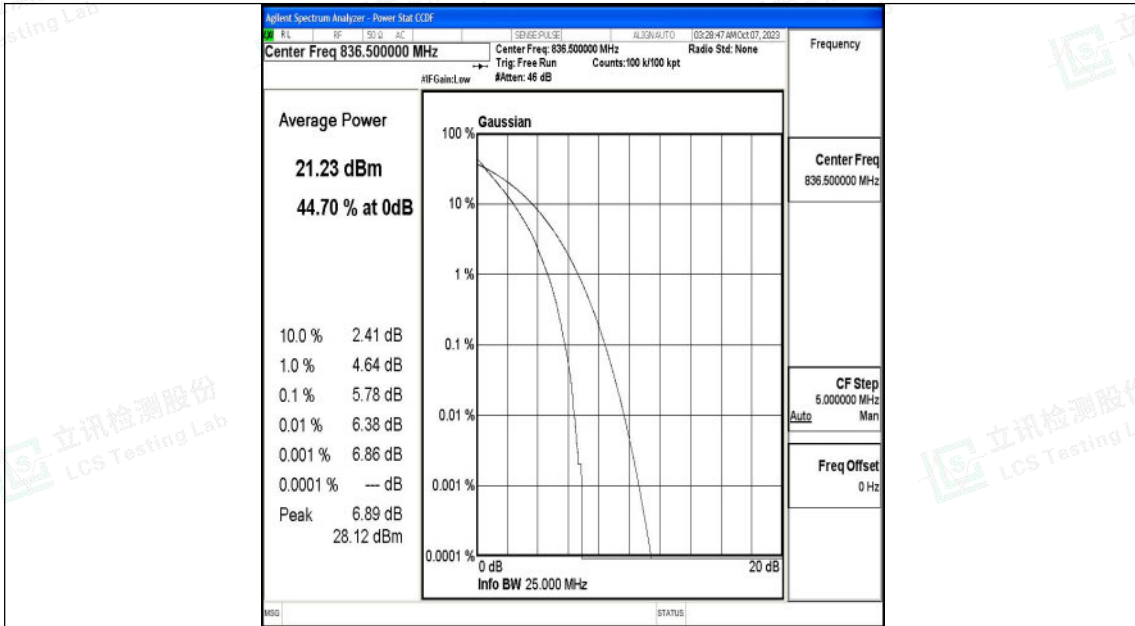 Agilent Spectrum Analyzer - Power Stat CCDF
RL RF 50 Ω AC SENSE:PULSE ALIGNAUTO 03:28:47 AM Oct 07, 2023
Center Freq 836.500000 MHz
Center Freq: 836.500000 MHz Radio Std: None
Trig: Free Run Counts:100 k/100 kpt
#IFGain:Low #Atten: 46 dB
Frequency
Average Power
21.23 dBm
44.70 % at 0dB
10.0 % 2.41 dB
1.0 % 4.64 dB
0.1 % 5.78 dB
0.01 % 6.38 dB
0.001 % 6.86 dB
0.0001 % --- dB
Peak 6.89 dB
28.12 dBm
Gaussian
100 %
10 %
1 %
0.1 %
0.01 %
0.001 %
0.0001 %
0 dB 20 dB
Info BW 25.000 MHz
Center Freq
836.500000 MHz
CF Step
5.000000 MHz
Auto Man
Freq Offset
0 Hz
MSG STATUS
立讯检测股份
LCS Testing Lab
立讯检测股份
LCS Testing L
sting Lab